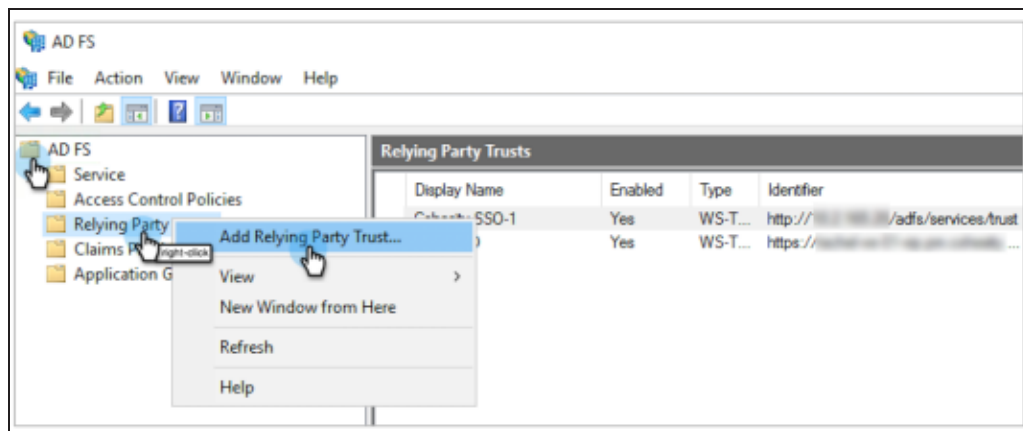 AD FS
File Action View Window Help
AD FS
Service
Access Control Policies
Relying Party
Claims P
Application G
right-click
Add Relying Party Trust...
View
New Window from Here
Refresh
Help
Relying Party Trusts
Display Name Enabled Type Identifier
SSO-1 Yes WS-T... http:// /adfs/services/trust
Yes WS-T... https:// ...